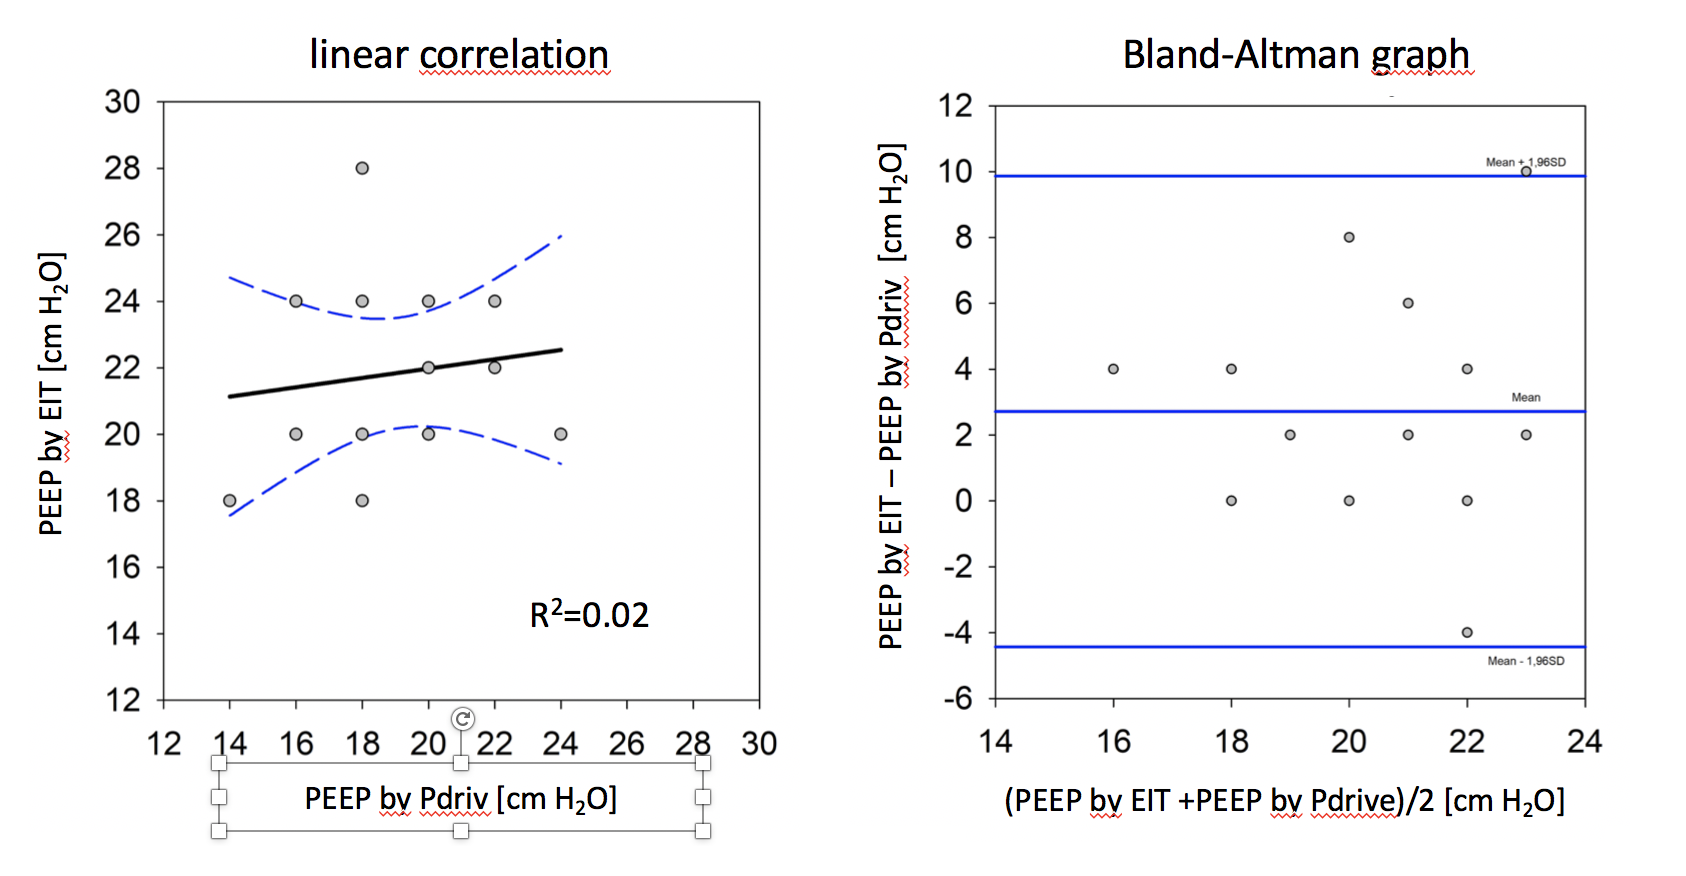 linear correlation
30
28
26
24
22
20
18
16
14
12
PEEP by EIT [cm H₂O]
R²=0.02
12 14 16 18 20 22 24 26 28 30
PEEP by Pdriv [cm H₂O]
Bland-Altman graph
12
10
8
6
4
2
0
-2
-4
-6
PEEP by EIT – PEEP by Pdriv [cm H₂O]
Mean + 1,96SD
Mean
Mean - 1,96SD
14 16 18 20 22 24
(PEEP by EIT +PEEP by Pdrive)/2 [cm H₂O]